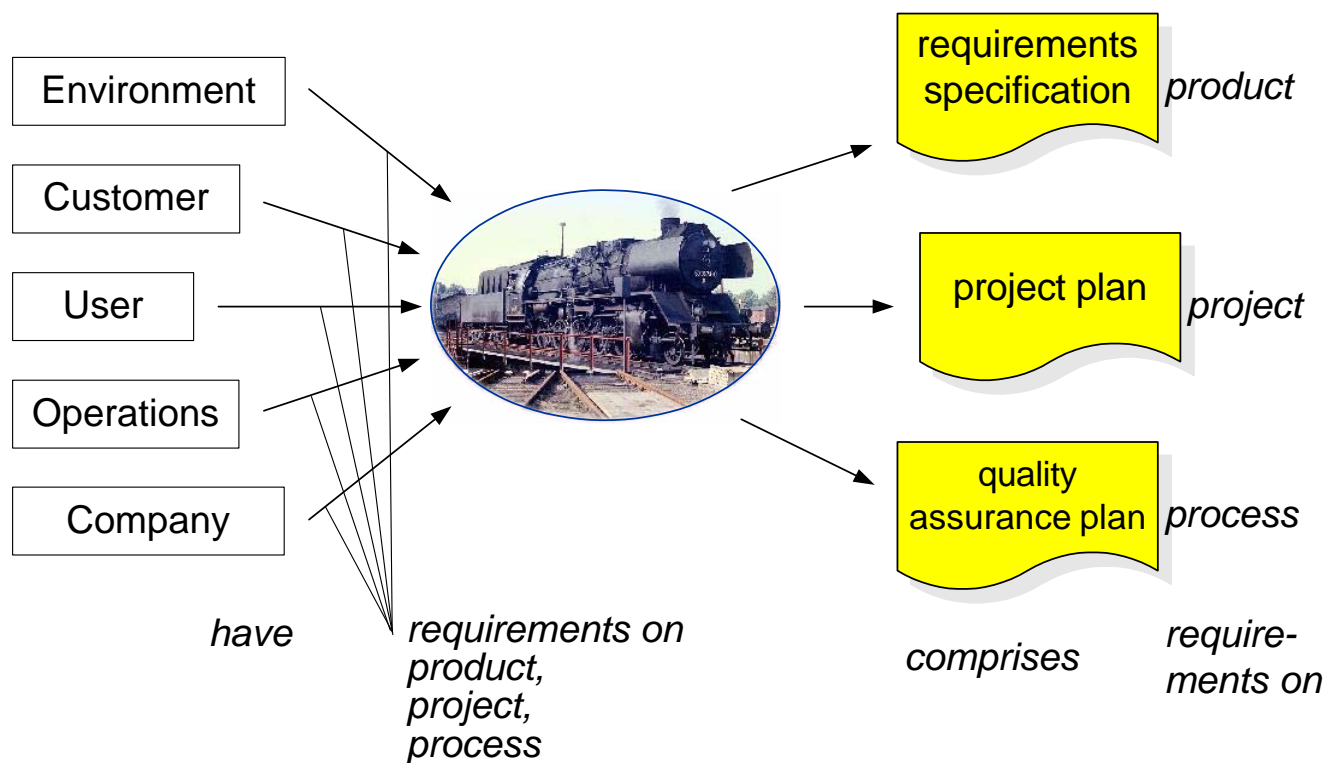 Environment
Customer
User
Operations
Company
have
requirements on
product,
project,
process
requirements
specification
product
project plan
project
quality
assurance plan
process
comprises
require-
ments on